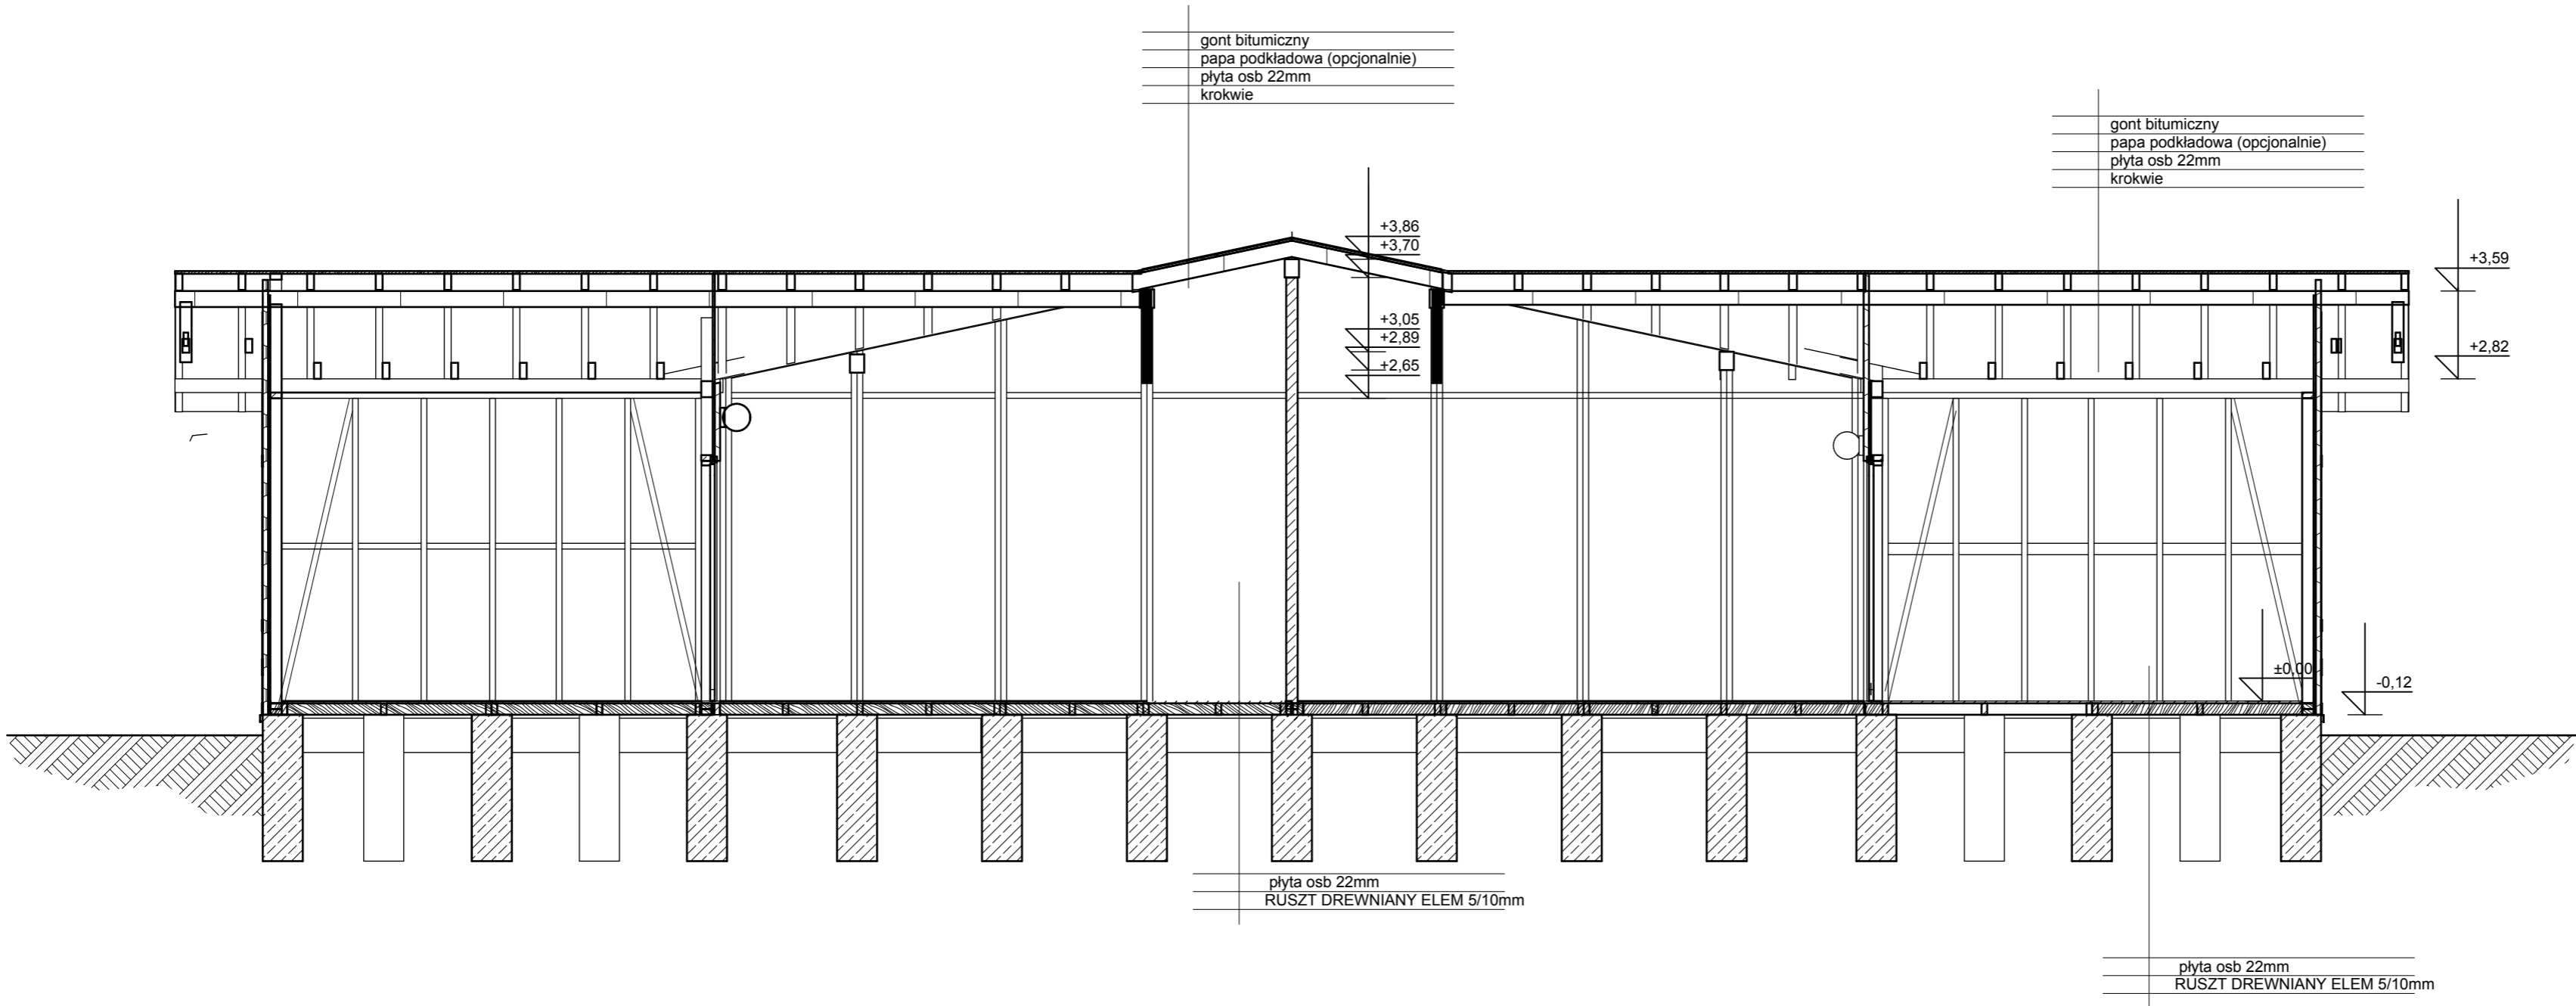 gont bitumiczny
papa podkładowa (opcjonalnie)
płyta osb 22mm
krokwie
gont bitumiczny
papa podkładowa (opcjonalnie)
płyta osb 22mm
krokwie
+3,86
+3,70
+3,59
+3,05
+2,89
+2,82
+2,65
±0,00
-0,12
płyta osb 22mm
RUSZT DREWNIANY ELEM 5/10mm
płyta osb 22mm
RUSZT DREWNIANY ELEM 5/10mm